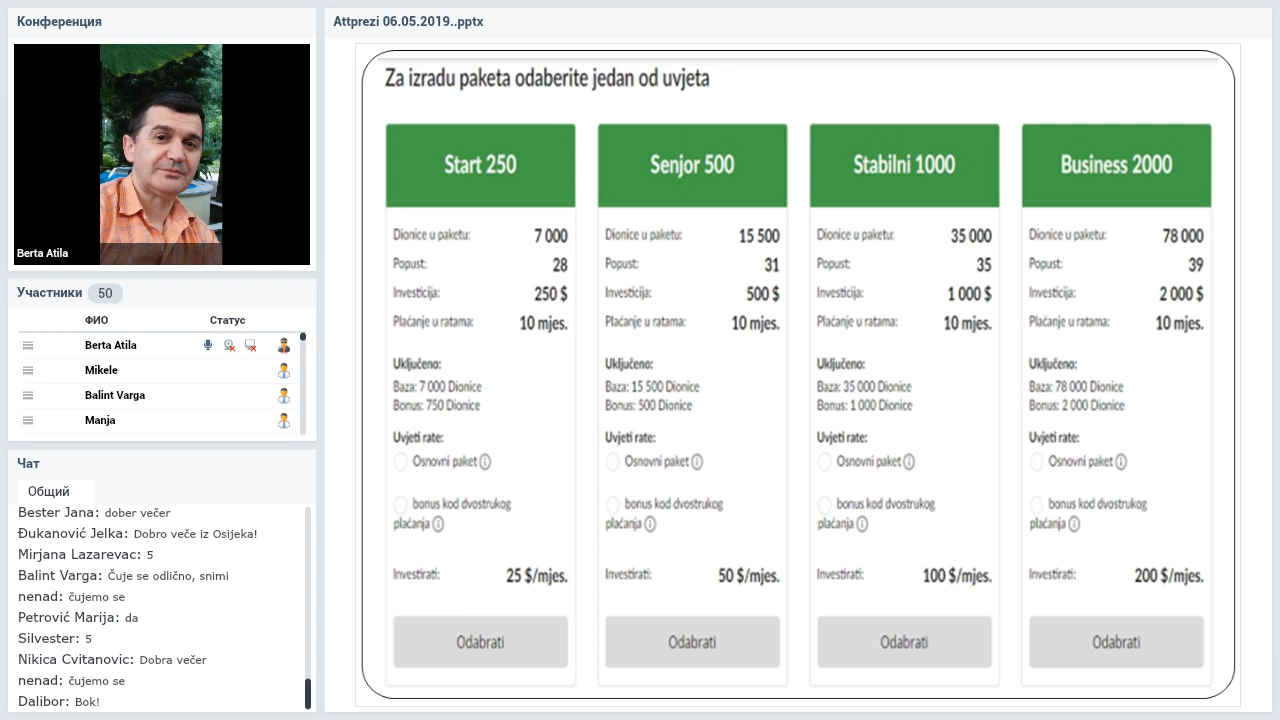 Конференция
Berta Atila
Участники 50
ФИО Статус
Berta Atila
Mikele
Balint Varga
Manja
Чат
Общий
Bester Jana: dober večer
Đukanović Jelka: Dobro veče iz Osijeka!
Mirjana Lazarevac: 5
Balint Varga: Čuje se odlično, snimi
nenad: čujemo se
Petrović Marija: da
Silvester: 5
Nikica Cvitanovic: Dobra večer
nenad: čujemo se
Dalibor: Bok!
Attprezi 06.05.2019..pptx
Za izradu paketa odaberite jedan od uvjeta
Start 250
Dionice u paketu: 7 000
Popust: 28
Investicija: 250 $
Plaćanje u ratama: 10 mjes.
Uključeno:
Baza: 7 000 Dionice
Bonus: 750 Dionice
Uvjeti rate:
Osnovni paket
bonus kod dvostrukog
plaćanja
Investirati: 25 $/mjes.
Odabrati
Senjor 500
Dionice u paketu: 15 500
Popust: 31
Investicija: 500 $
Plaćanje u ratama: 10 mjes.
Uključeno:
Baza: 15 500 Dionice
Bonus: 500 Dionice
Uvjeti rate:
Osnovni paket
bonus kod dvostrukog
plaćanja
Investirati: 50 $/mjes.
Odabrati
Stabilni 1000
Dionice u paketu: 35 000
Popust: 35
Investicija: 1 000 $
Plaćanje u ratama: 10 mjes.
Uključeno:
Baza: 35 000 Dionice
Bonus: 1 000 Dionice
Uvjeti rate:
Osnovni paket
bonus kod dvostrukog
plaćanja
Investirati: 100 $/mjes.
Odabrati
Business 2000
Dionice u paketu: 78 000
Popust: 39
Investicija: 2 000 $
Plaćanje u ratama: 10 mjes.
Uključeno:
Baza: 78 000 Dionice
Bonus: 2 000 Dionice
Uvjeti rate:
Osnovni paket
bonus kod dvostrukog
plaćanja
Investirati: 200 $/mjes.
Odabrati